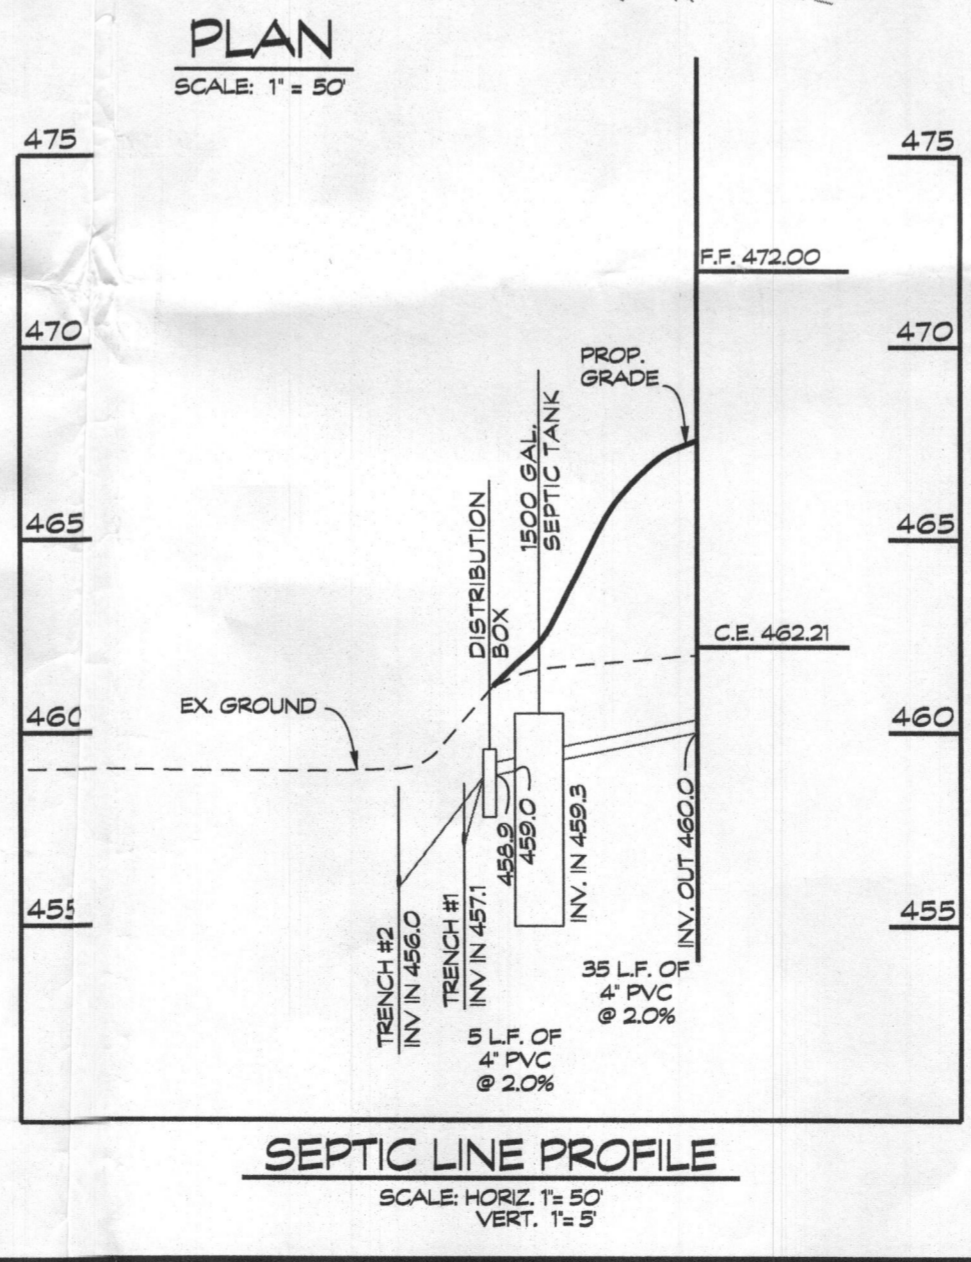 PLAN
SCALE: 1" = 50'
475
475
F.F. 472.00
470
470
PROP.
GRADE
1500 GAL.
SEPTIC TANK
465
465
DISTRIBUTION
BOX
C.E. 462.21
EX. GROUND
460
460
458.9
459.0
INV. IN 459.3
INV. OUT 460.0
455
455
TRENCH #2
INV IN 456.0
TRENCH #1
INV IN 457.1
35 L.F. OF
4" PVC
@ 2.0%
5 L.F. OF
4" PVC
@ 2.0%
SEPTIC LINE PROFILE
SCALE: HORIZ. 1"= 50'
VERT. 1"= 5'